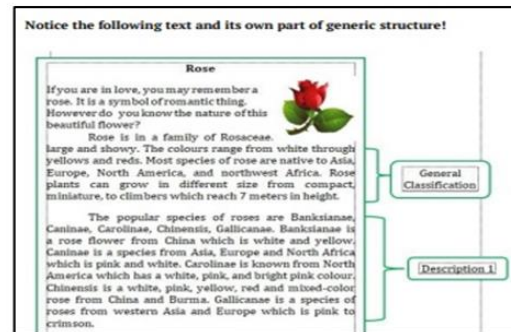 Notice the following text and its own part of generic structure!
Rose
If you are in love, you may remember a
rose. It is a symbol of romantic thing.
However do you know the nature of this
beautiful flower?
Rose is in a family of Rosaceae.
large and showy. The colours range from white through
yellows and reds. Most species of rose are native to Asia,
Europe, North America, and northwest Africa. Rose
plants can grow in different size from compact,
miniature, to climbers which reach 7 meters in height.
General
Classification
The popular species of roses are Banksianae,
Caninae, Carolinae, Chinensis, Gallicanae. Banksianae is
a rose flower from China which is white and yellow.
Caninae is a species from Asia, Europe and North Africa
which is pink and white. Carolinae is known from North
America which has a white, pink, and bright pink colour.
Chinensis is a white, pink, yellow, red and mixed-color
rose from China and Burma. Gallicanae is a species of
roses from western Asia and Europe which is pink to
crimson.
Description 1